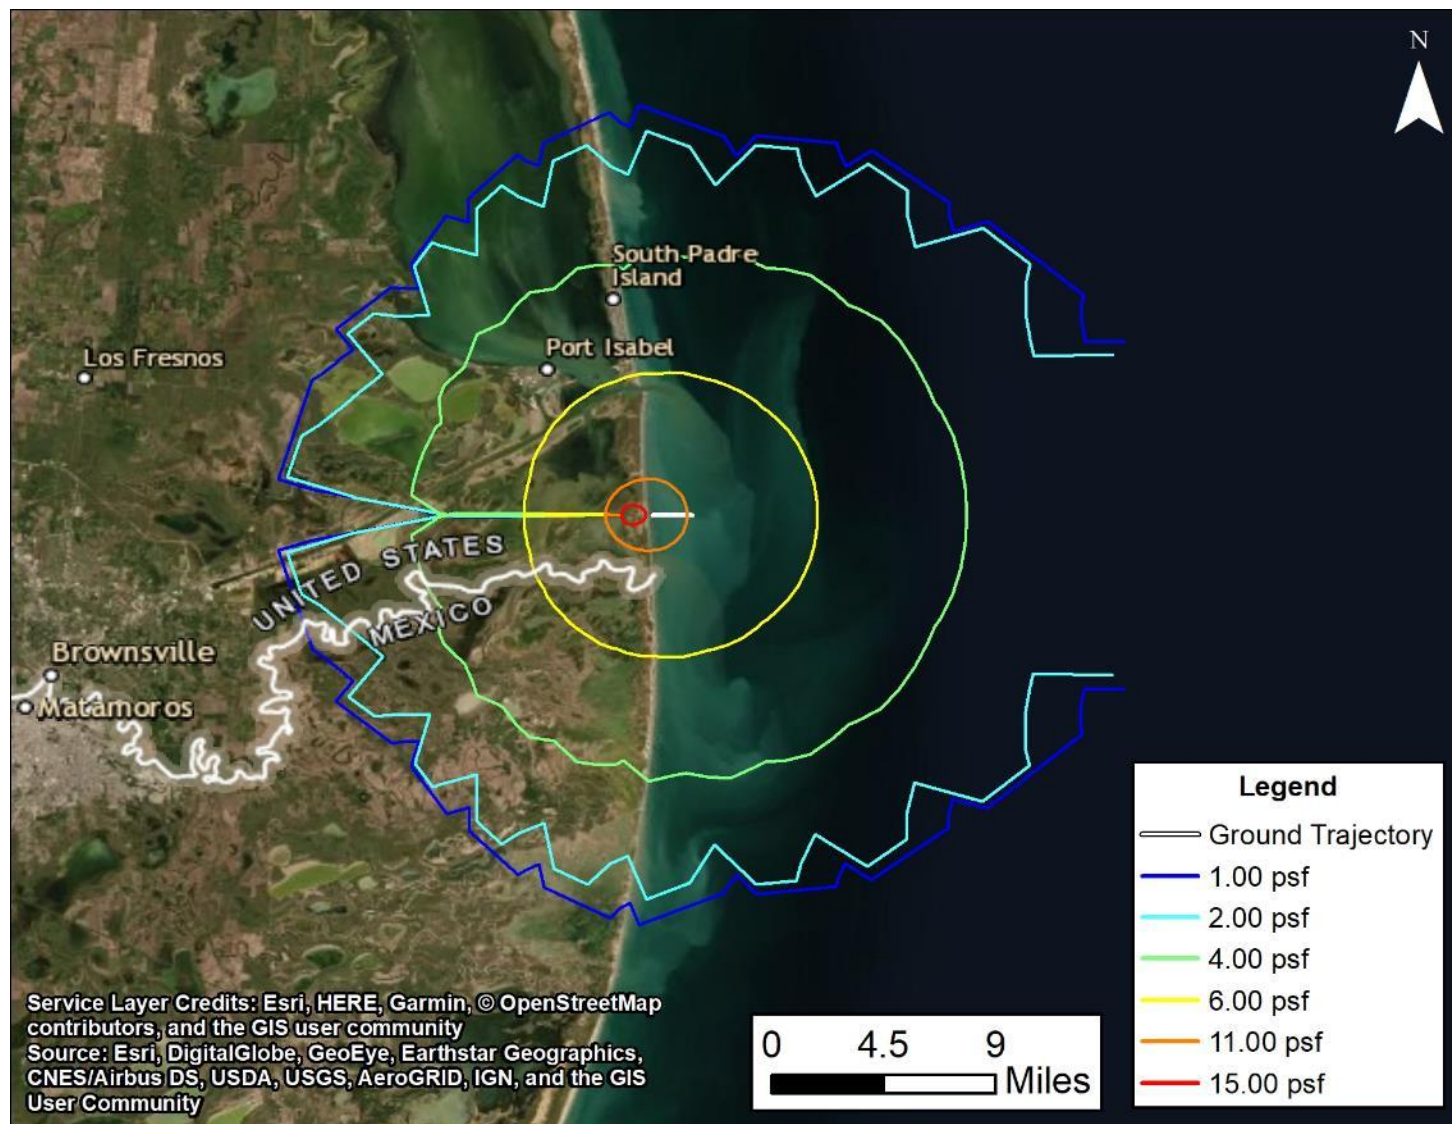 N
South Padre
Island
Port Isabel
Los Fresnos
UNITED STATES
MEXICO
Brownsville
Matamoros
Legend
Ground Trajectory
1.00 psf
2.00 psf
4.00 psf
6.00 psf
11.00 psf
15.00 psf
0 4.5 9
Miles
Service Layer Credits: Esri, HERE, Garmin, © OpenStreetMap
contributors, and the GIS user community
Source: Esri, DigitalGlobe, GeoEye, Earthstar Geographics,
CNES/Airbus DS, USDA, USGS, AeroGRID, IGN, and the GIS
User Community